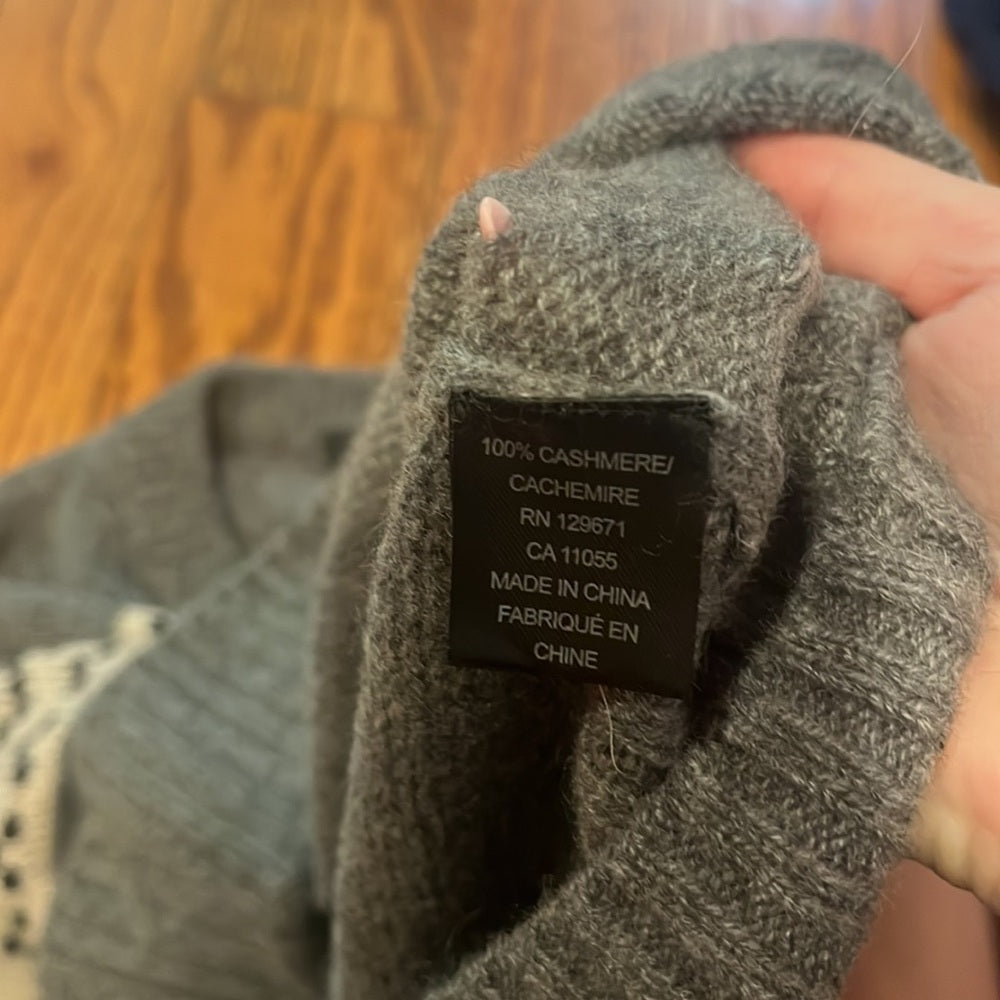 100% CASHMERE/
CACHEMIRE
RN 129671
CA 11055
MADE IN CHINA
FABRIQUÉ EN
CHINE